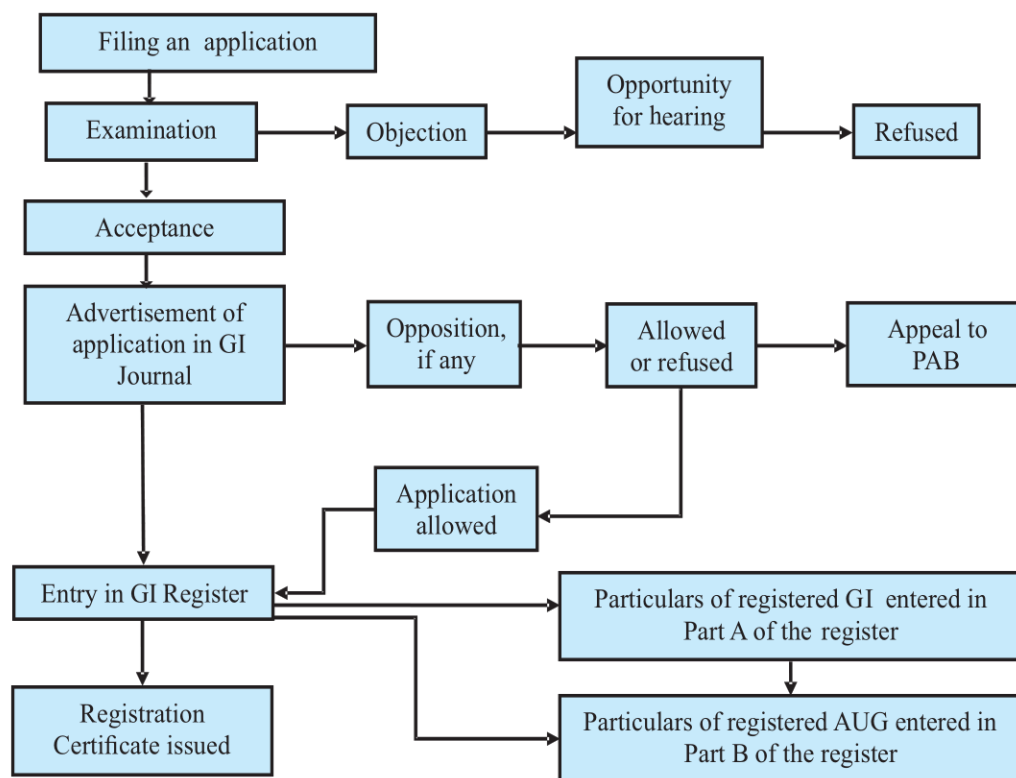 Filing an application
Examination
Objection
Opportunity
for hearing
Refused
Acceptance
Advertisement of
application in GI
Journal
Opposition,
if any
Allowed
or refused
Appeal to
PAB
Application
allowed
Entry in GI Register
Particulars of registered GI entered in
Part A of the register
Registration
Certificate issued
Particulars of registered AUG entered in
Part B of the register